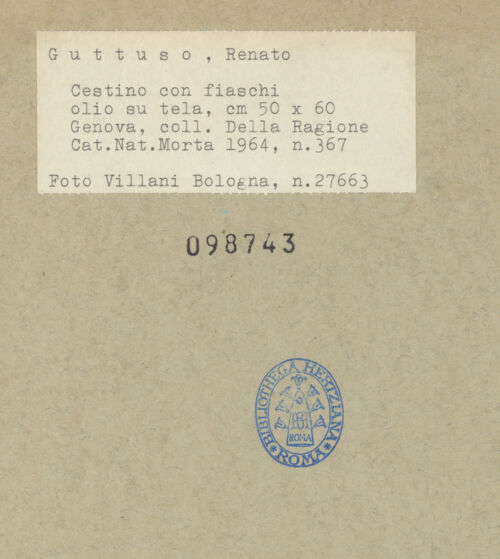 G u t t u s o , Renato
Cestino con fiaschi
olio su tela, cm 50 x 60
Genova, coll. Della Ragione
Cat.Nat.Morta 1964, n.367
Foto Villani Bologna, n.27663
098743
BIBLIOTHECA HERTZIANA
ROMA
ROMA